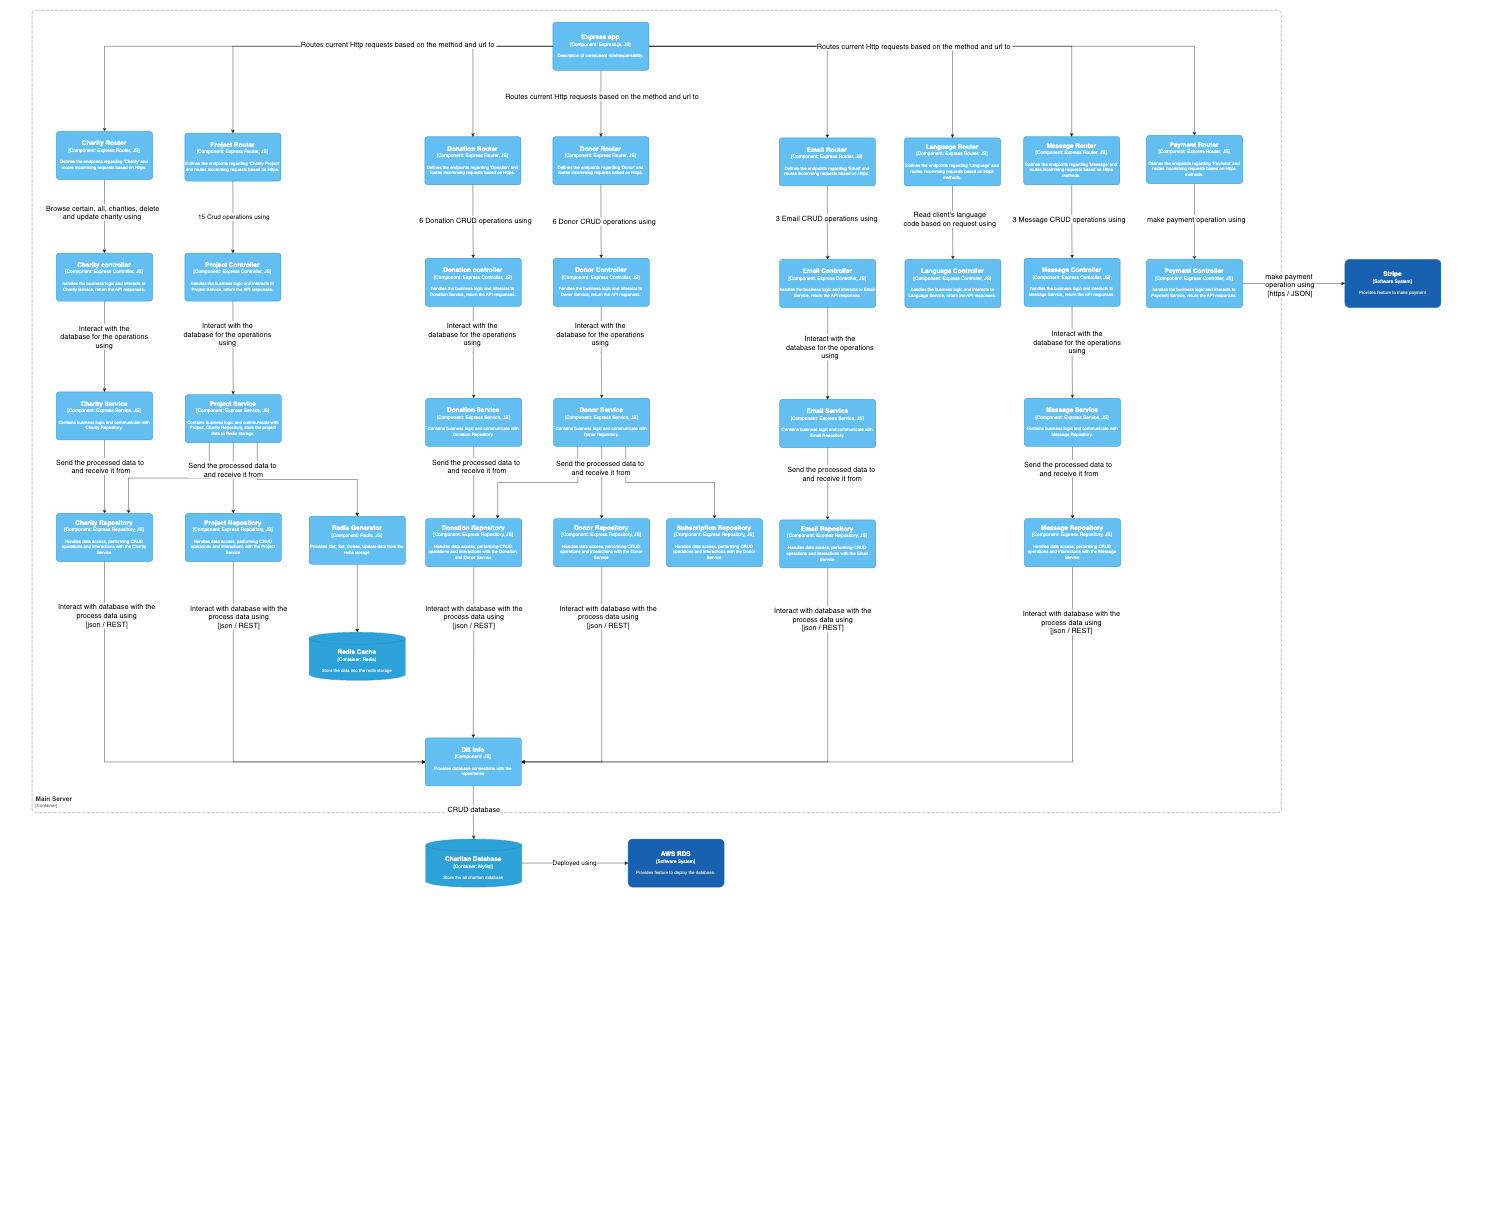 Express app
[Component: Express.js, JS]
Description of component role/responsibility.
Routes current Http requests based on the method and url to
Routes current Http requests based on the method and url to
Routes current Http requests based on the method and url to
Charity Router
[Component: Express Router, JS]
Defines the endpoints regarding 'Charity' and
routes incomming requests based on Https.
Project Router
[Component: Express Router, JS]
Defines the endpoints regarding 'Charity Project'
and routes incomming requests based on Https.
Donation Router
[Component: Express Router, JS]
Defines the endpoints regarding 'Donation' and
routes incomming requests based on Https.
Donor Router
[Component: Express Router, JS]
Defines the endpoints regarding 'Donor' and
routes incomming requests based on Https.
Email Router
[Component: Express Router, JS]
Defines the endpoints regarding 'Email' and
routes incomming requests based on Https.
Language Router
[Component: Express Router, JS]
Defines the endpoints regarding 'Language' and
routes incomming requests based on Https
methods.
Message Router
[Component: Express Router, JS]
Defines the endpoints regarding 'Message' and
routes incomming requests based on Https
methods.
Payment Router
[Component: Express Router, JS]
Defines the endpoints regarding 'Payment' and
routes incomming requests based on Https
methods.
Browse certain, all, charities, delete
and update charity using
15 Crud operations using
6 Donation CRUD operations using
6 Donor CRUD operations using
3 Email CRUD operations using
Read client's language
code based on request using
3 Message CRUD operations using
make payment operation using
Charity controller
[Component: Express Controller, JS]
handles the business logic and interacts to
Charity Service, return the API responses.
Project Controller
[Component: Express Controller, JS]
handles the business logic and interacts to
Project Service, return the API responses.
Donation controller
[Component: Express Controller, JS]
handles the business logic and interacts to
Donation Service, return the API responses.
Donor Controller
[Component: Express Controller, JS]
handles the business logic and interacts to
Donor Service, return the API responses.
Email Controller
[Component: Express Controller, JS]
handles the business logic and interacts to Email
Service, return the API responses.
Language Controller
[Component: Express Controller, JS]
handles the business logic and interacts to
Language Service, return the API responses.
Message Controller
[Component: Express Controller, JS]
handles the business logic and interacts to
Message Service, return the API responses.
Payment Controller
[Component: Express Controller, JS]
handles the business logic and interacts to
Payment Service, return the API responses.
make payment
operation using
[https / JSON]
Stripe
[Software System]
Provides feature to make payment
Interact with the
database for the operations
using
Interact with the
database for the operations
using
Interact with the
database for the operations
using
Interact with the
database for the operations
using
Interact with the
database for the operations
using
Interact with the
database for the operations
using
Charity Service
[Component: Express Service, JS]
Contains business logic and communicate with
Charity Repository
Project Service
[Component: Express Service, JS]
Contains business logic and communicate with
Project, Charity Repository, store the project
data to Redis storage.
Donation Service
[Component: Express Service, JS]
Contains business logic and communicate with
Donation Repository
Donor Service
[Component: Express Service, JS]
Contains business logic and communicate with
Donor Repository.
Email Service
[Component: Express Service, JS]
Contains business logic and communicate with
Email Repository
Message Service
[Component: Express Service, JS]
Contains business logic and communicate with
Message Repository.
Send the processed data to
and receive it from
Send the processed data to
and receive it from
Send the processed data to
and receive it from
Send the processed data to
and receive it from
Send the processed data to
and receive it from
Send the processed data to
and receive it from
Charity Repository
[Component: Express Repository, JS]
Handles data access, performing CRUD
operations and interactions with the Charity
Service
Project Repository
[Component: Express Repository, JS]
Handles data access, performing CRUD
operations and interactions with the Project
Service
Redis Generator
[Component: Redis, JS]
Provides Get, Set, Delete, Update data from the
redis storage
Donation Repository
[Component: Express Repository, JS]
Handles data access, performing CRUD
operations and interactions with the Donation,
and Donor Service
Donor Repository
[Component: Express Repository, JS]
Handles data access, performing CRUD
operations and interactions with the Donor
Service
Subscription Repository
[Component: Express Repository, JS]
Handles data access, performing CRUD
operations and interactions with the Donor
Service
Email Repository
[Component: Express Repository, JS]
Handles data access, performing CRUD
operations and interactions with the Email
Service
Message Repository
[Component: Express Repository, JS]
Handles data access, performing CRUD
operations and interactions with the Message
Service
Interact with database with the
process data using
[json / REST]
Interact with database with the
process data using
[json / REST]
Interact with database with the
process data using
[json / REST]
Interact with database with the
process data using
[json / REST]
Interact with database with the
process data using
[json / REST]
Interact with database with the
process data using
[json / REST]
Redis Cache
[Container: Redis]
Store the data into the redis storage
DB Info
[Component: JS]
Provides database connections with the
repositories
Main Server
[Container]
CRUD database
Charitan Database
[Container: MySql]
Store the all charitan database
Deployed using
AWS RDS
[Software System]
Provides feature to deploy the database.